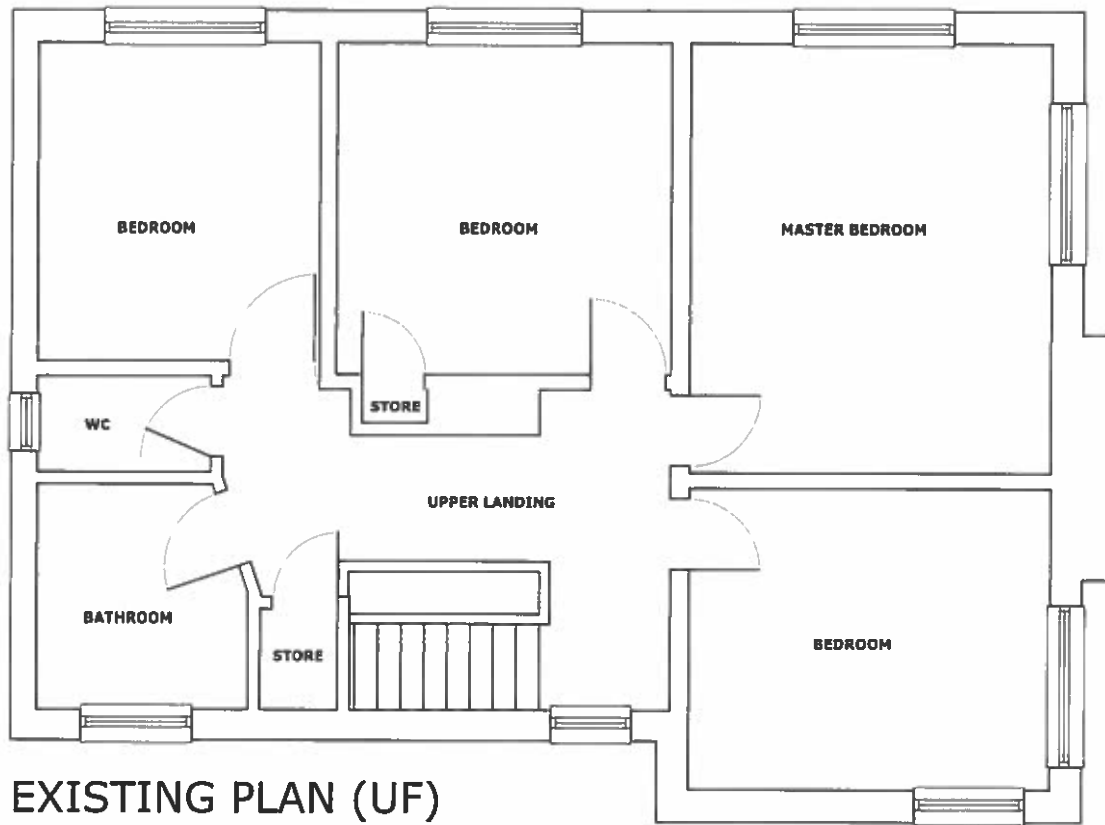 BEDROOM
BEDROOM
MASTER BEDROOM
STORE
WC
UPPER LANDING
BATHROOM
STORE
BEDROOM
EXISTING PLAN (UF)